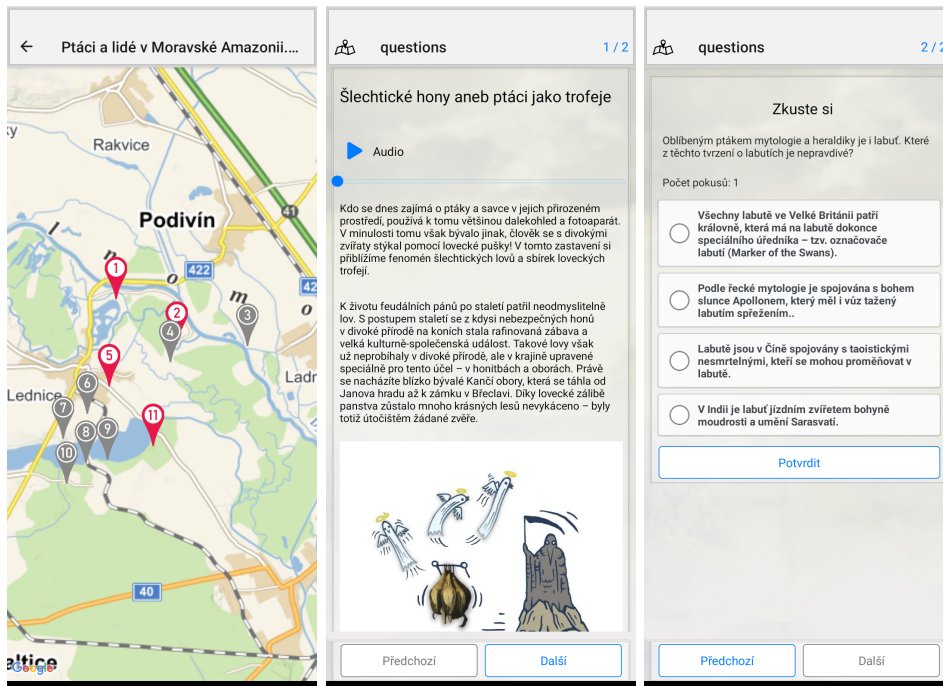 Ptáci a lidé v Moravské Amazonii....
Rakvice
41
Podivín
l
n
422
1
o
42
m
2
3
o
4
5
6
Ladr
Lednice
7
11
8
9
10
40
altice
Google
questions
1 / 2
Šlechtické hony aneb ptáci jako trofeje
Audio
Kdo se dnes zajímá o ptáky a savce v jejich přirozeném
prostředí, používá k tomu většinou dalekohled a fotoaparát.
V minulosti tomu však bývalo jinak, člověk se s divokými
zvířaty stýkal pomocí lovecké pušky! V tomto zastavení si
přiblížíme fenomén šlechtických lovů a sbírek loveckých
trofejí.
K životu feudálních pánů po staletí patřil neodmyslitelně
lov. S postupem staletí se z kdysi nebezpečných honů
v divoké přírodě na koních stala rafinovaná zábava a
velká kulturně-společenská událost. Takové lovy však
už neprobíhaly v divoké přírodě, ale v krajině upravené
speciálně pro tento účel – v honitbách a oborách. Právě
se nacházíte blízko bývalé Kančí obory, která se táhla od
Janova hradu až k zámku v Břeclavi. Díky lovecké zálibě
panstva zůstalo mnoho krásných lesů nevykáceno – byly
totiž útočištěm žádané zvěře.
Předchozí
Další
questions
2 / 2
Zkuste si
Oblíbeným ptákem mytologie a heraldiky je i labuť. Které
z těchto tvrzení o labutích je nepravdivé?
Počet pokusů: 1
Všechny labutě ve Velké Británii patří
královně, která má na labutě dokonce
speciálního úředníka – tzv. označovače
labutí (Marker of the Swans).
Podle řecké mytologie je spojována s bohem
slunce Apollonem, který měl i vůz tažený
labutím spřežením..
Labutě jsou v Číně spojovány s taoistickými
nesmrtelnými, kteří se mohou proměňovat v
labutě.
V Indii je labuť jízdním zvířetem bohyně
moudrosti a umění Sarasvatí.
Potvrdit
Předchozí
Další